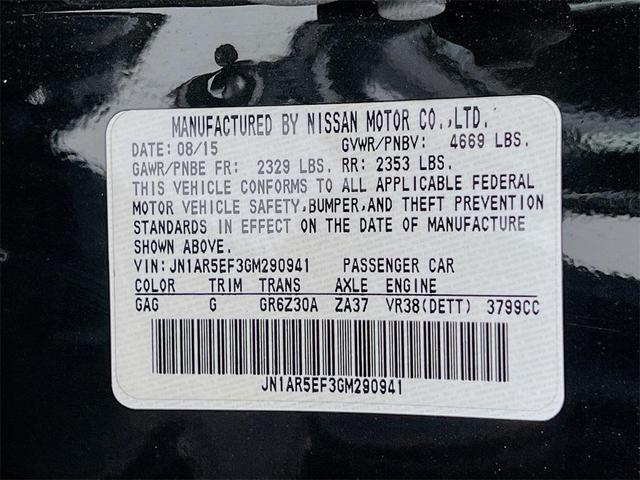 MANUFACTURED BY NISSAN MOTOR CO.,LTD.
DATE: 08/15 GVWR/PNBV: 4669 LBS.
GAWR/PNBE FR: 2329 LBS. RR: 2353 LBS.
THIS VEHICLE CONFORMS TO ALL APPLICABLE FEDERAL
MOTOR VEHICLE SAFETY,BUMPER,AND THEFT PREVENTION
STANDARDS IN EFFECT ON THE DATE OF MANUFACTURE
SHOWN ABOVE.
VIN:JN1AR5EF3GM290941 PASSENGER CAR
COLOR TRIM TRANS AXLE ENGINE
GAG G GR6Z30A ZA37 VR38(DETT) 3799CC
JN1AR5EF3GM290941